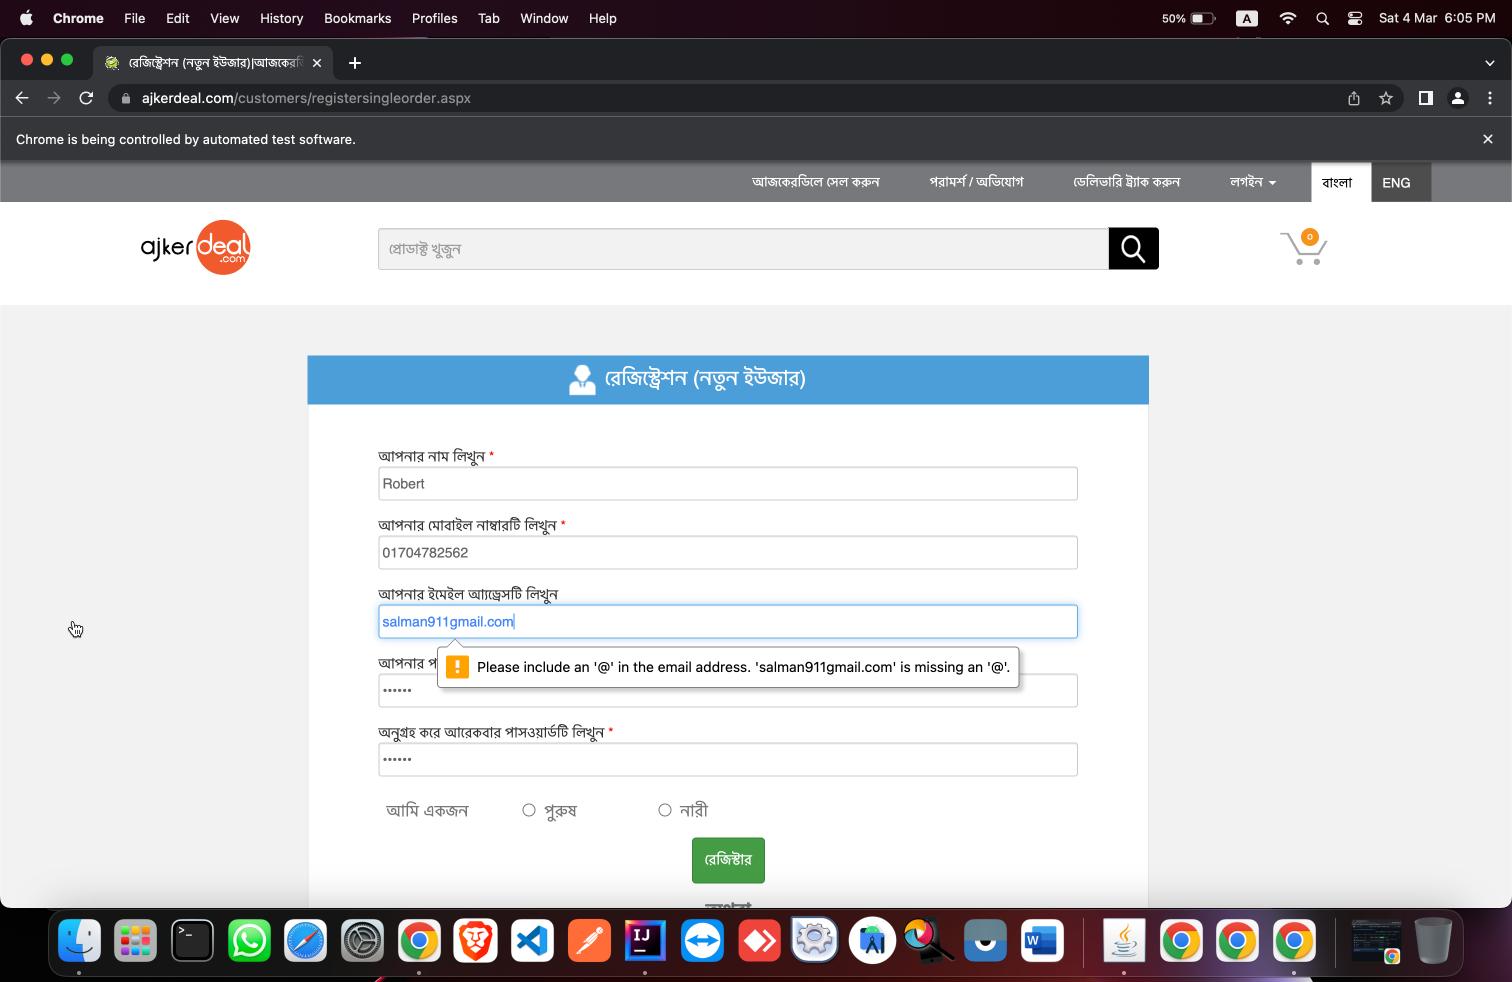 Chrome File Edit View History Bookmarks Profiles Tab Window Help 50% A Sat 4 Mar 6:05 PM
রেজিস্ট্রেশন (নতুন ইউজার)|আজকের
ajkerdeal.com/customers/registersingleorder.aspx
Chrome is being controlled by automated test software.
আজকেরডিলে সেল করুন পরামর্শ / অভিযোগ ডেলিভারি ট্র্যাক করুন লগইন বাংলা ENG
ajkerdeal.com
প্রোডাক্ট খুজুন
0
রেজিস্ট্রেশন (নতুন ইউজার)
আপনার নাম লিখুন *
Robert
আপনার মোবাইল নাম্বারটি লিখুন *
01704782562
আপনার ইমেইল অ্যাড্রেসটি লিখুন
salman911gmail.com
Please include an '@' in the email address. 'salman911gmail.com' is missing an '@'.
আপনার প
••••••
অনুগ্রহ করে আরেকবার পাসওয়ার্ডটি লিখুন *
••••••
আমি একজন পুরুষ নারী
রেজিস্টার
অথবা
>_
IJ
W